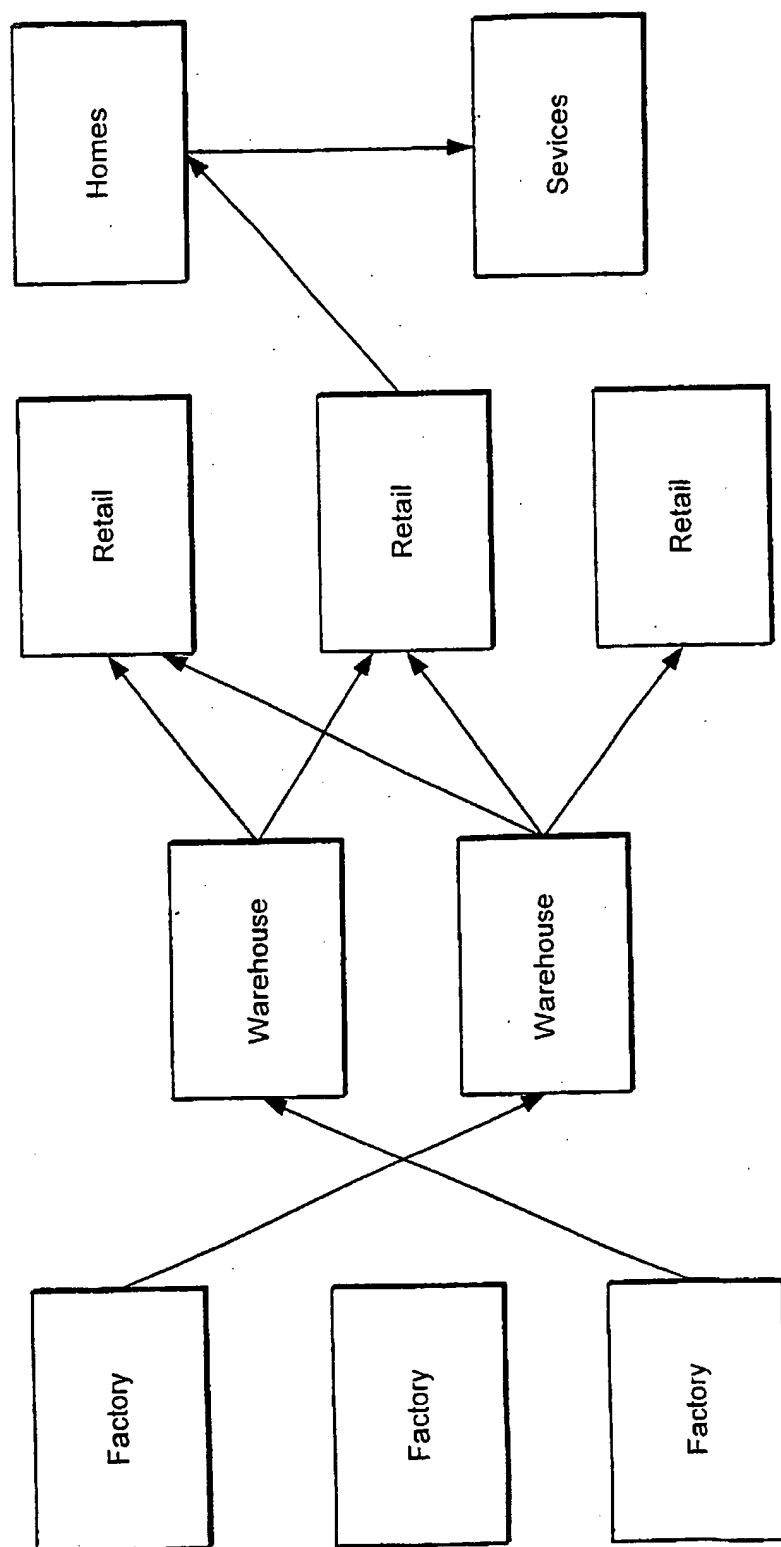 Factory
Factory
Factory
Warehouse
Warehouse
Retail
Retail
Retail
Homes
Sevices